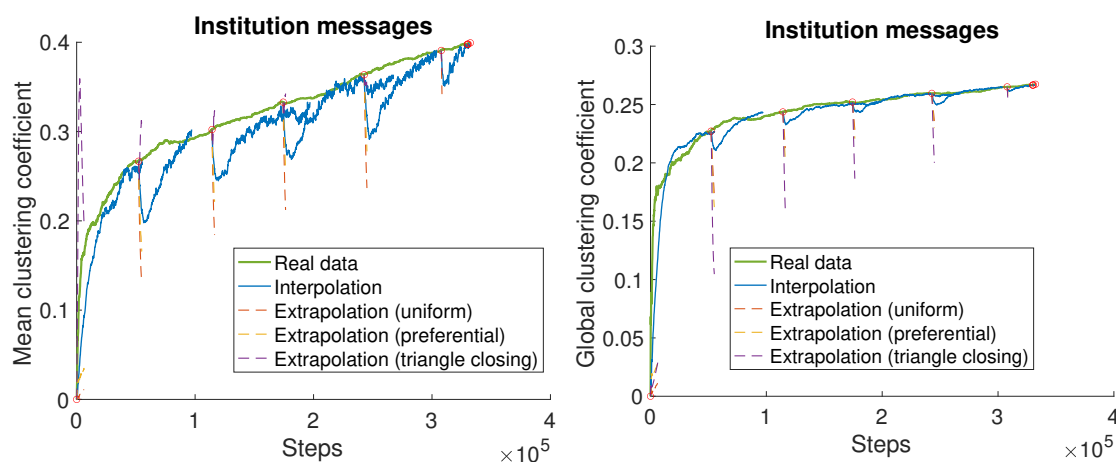 Institution messages
Mean clustering coefficient
0.4
0.3
0.2
0.1
0
Real data
Interpolation
Extrapolation (uniform)
Extrapolation (preferential)
Extrapolation (triangle closing)
0 1 2 3 4
Steps
×10^5
Institution messages
Global clustering coefficient
0.3
0.25
0.2
0.15
0.1
0.05
0
Real data
Interpolation
Extrapolation (uniform)
Extrapolation (preferential)
Extrapolation (triangle closing)
0 1 2 3 4
Steps
×10^5